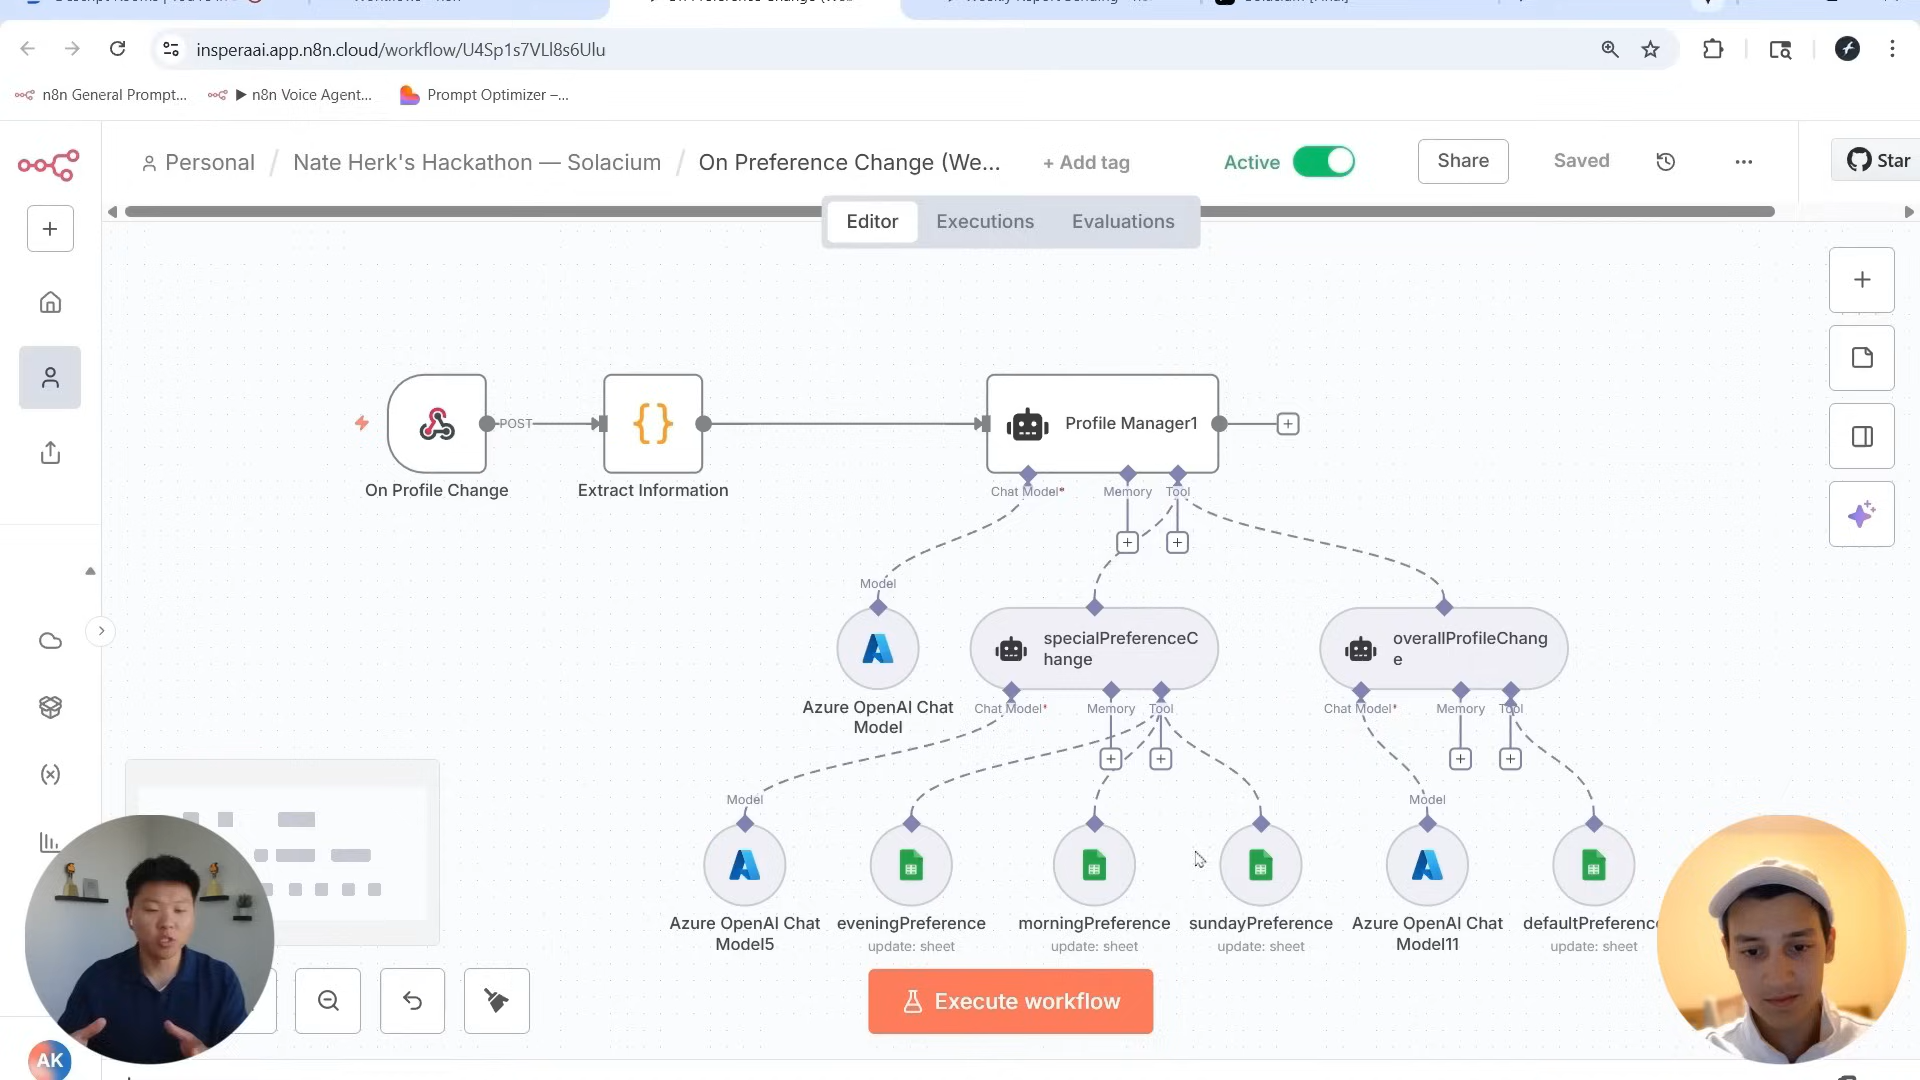 insperaai.app.n8n.cloud/workflow/U4Sp1s7VLl8s6Ulu
n8n General Prompt...
▶ n8n Voice Agent...
Prompt Optimizer –...
Personal / Nate Herk's Hackathon — Solacium / On Preference Change (We...
+ Add tag
Active
Share
Saved
Star
Editor
Executions
Evaluations
POST
Profile Manager1
On Profile Change
Extract Information
Chat Model*
Memory
Tool
Model
specialPreferenceC
hange
overallProfileChang
e
Azure OpenAI Chat
Model
Chat Model*
Memory
Tool
Chat Model*
Memory
Tool
Model
Model
Azure OpenAI Chat
Model5
eveningPreference
update: sheet
morningPreference
update: sheet
sundayPreference
update: sheet
Azure OpenAI Chat
Model11
defaultPreference
update: sheet
Execute workflow
AK